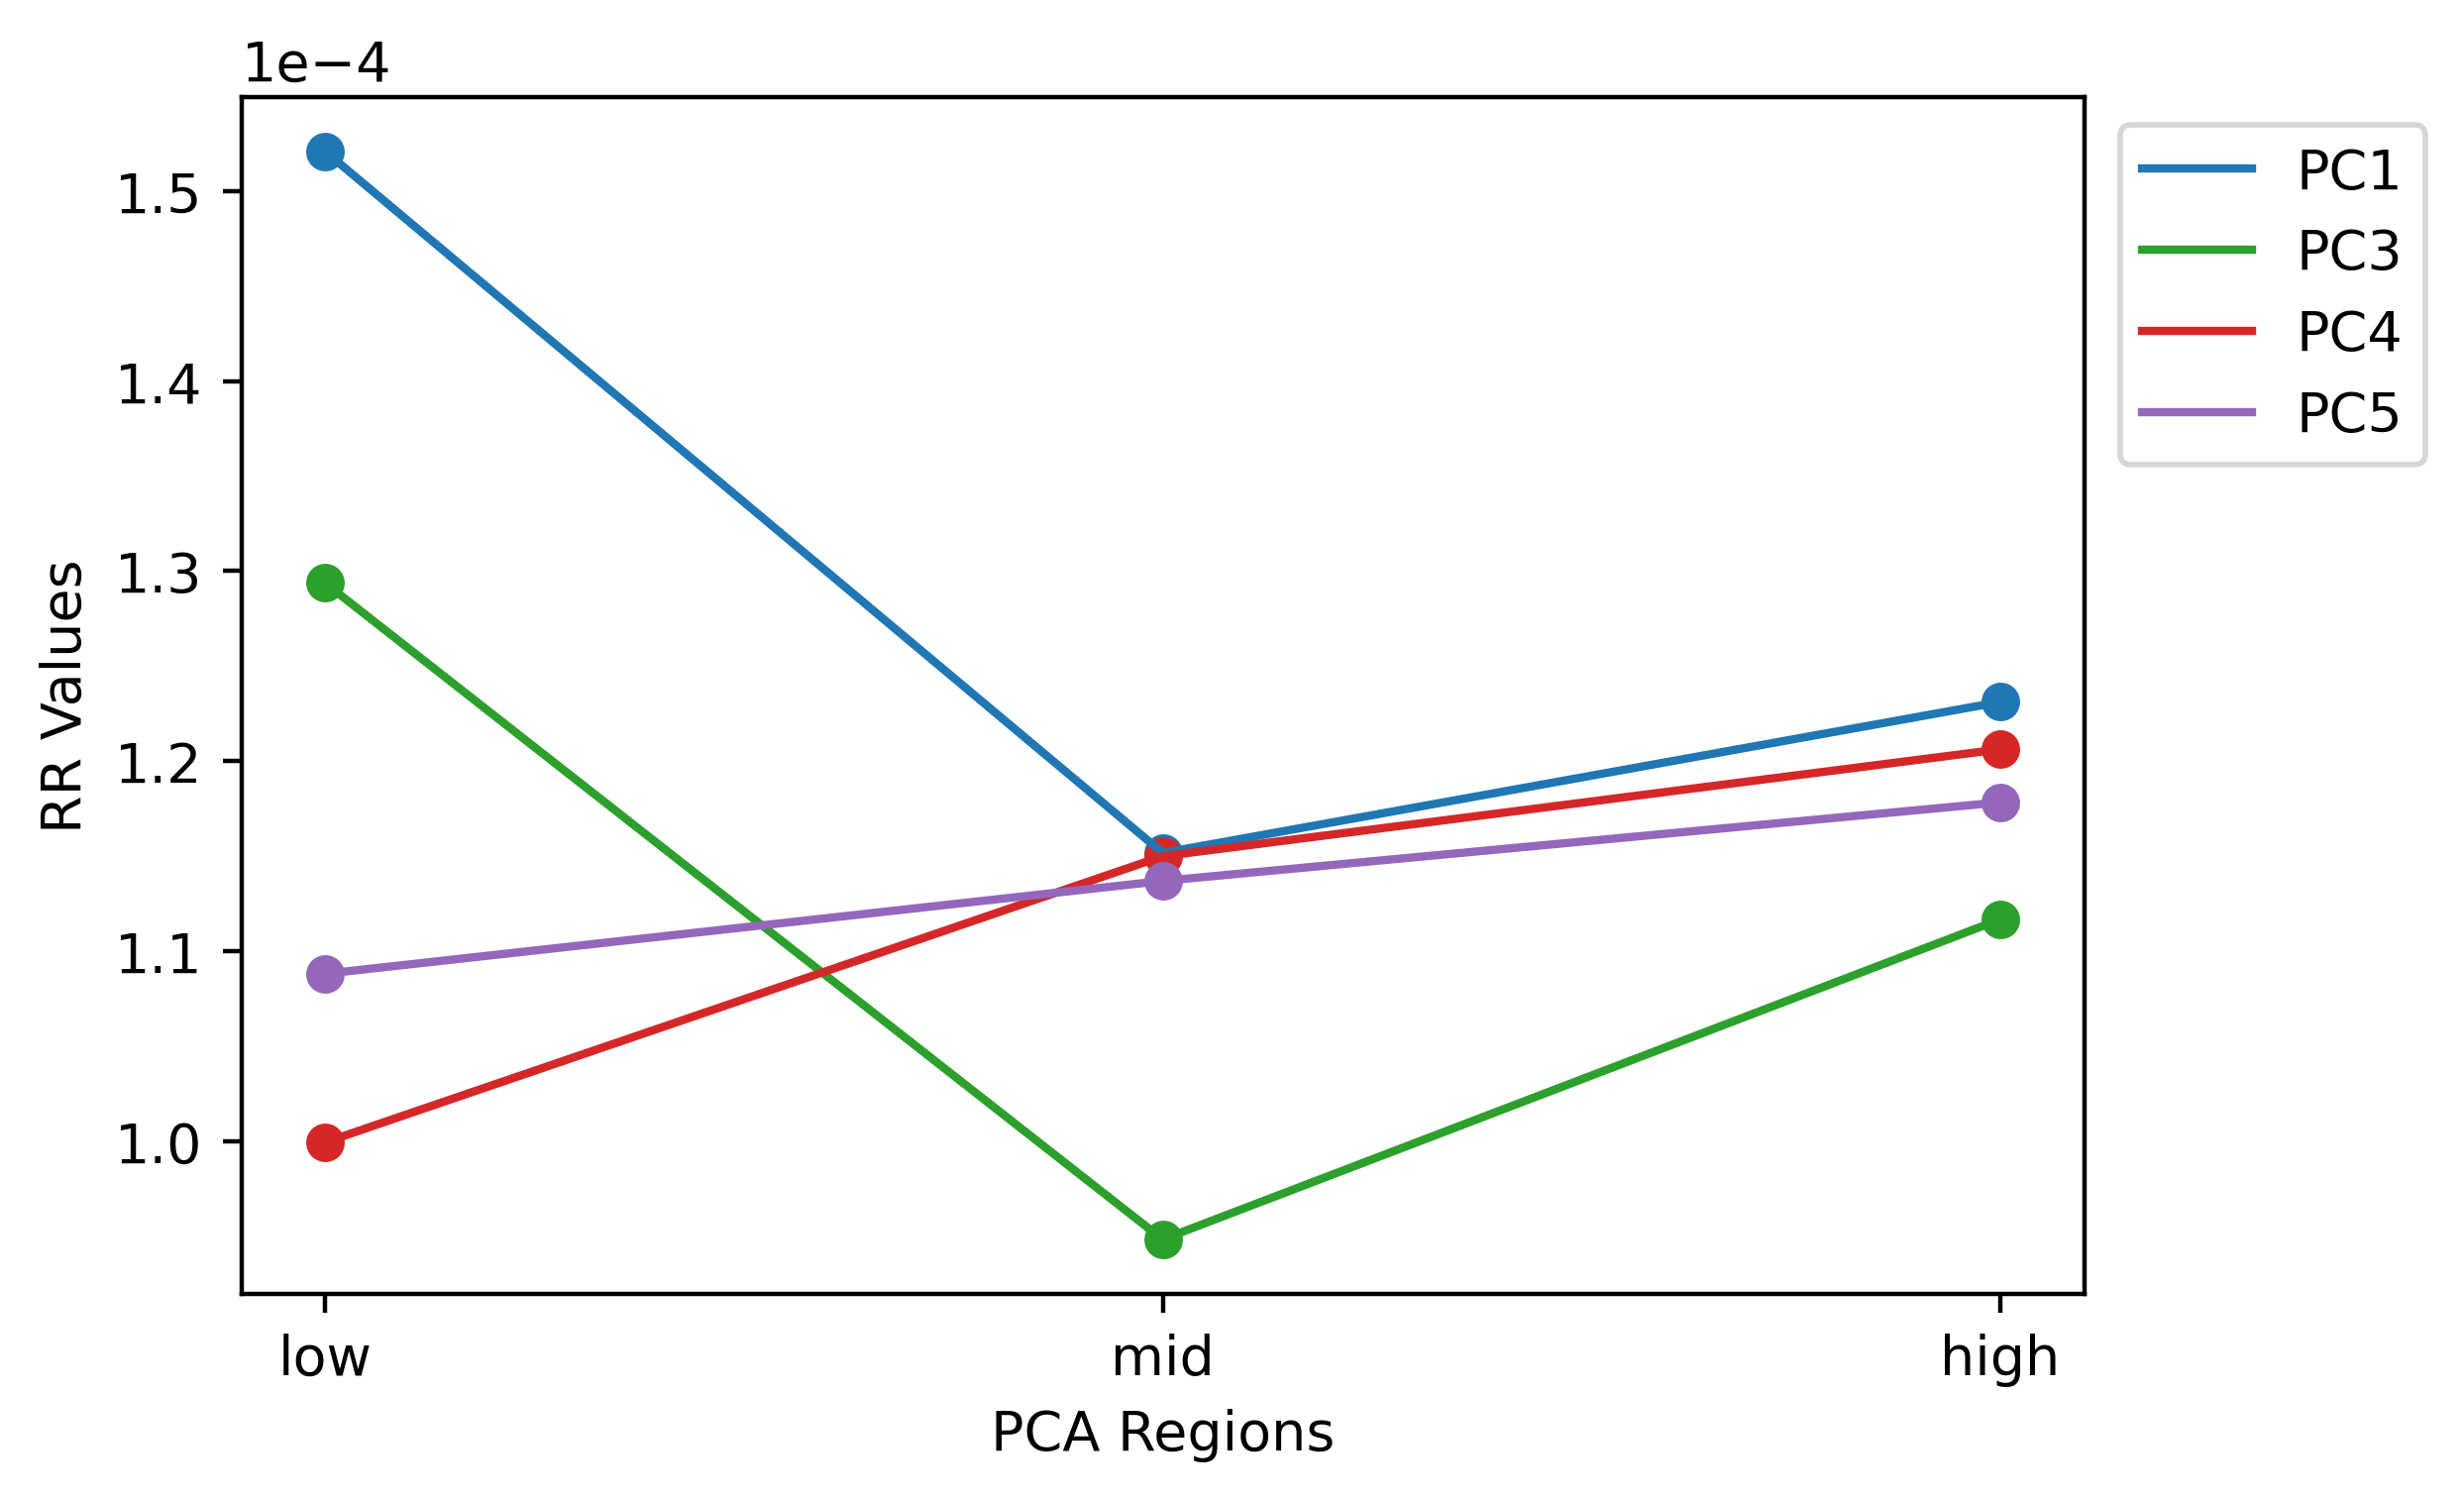 1e−4
1.5
1.4
1.3
1.2
1.1
1.0
RR Values
low
mid
high
PCA Regions
PC1
PC3
PC4
PC5